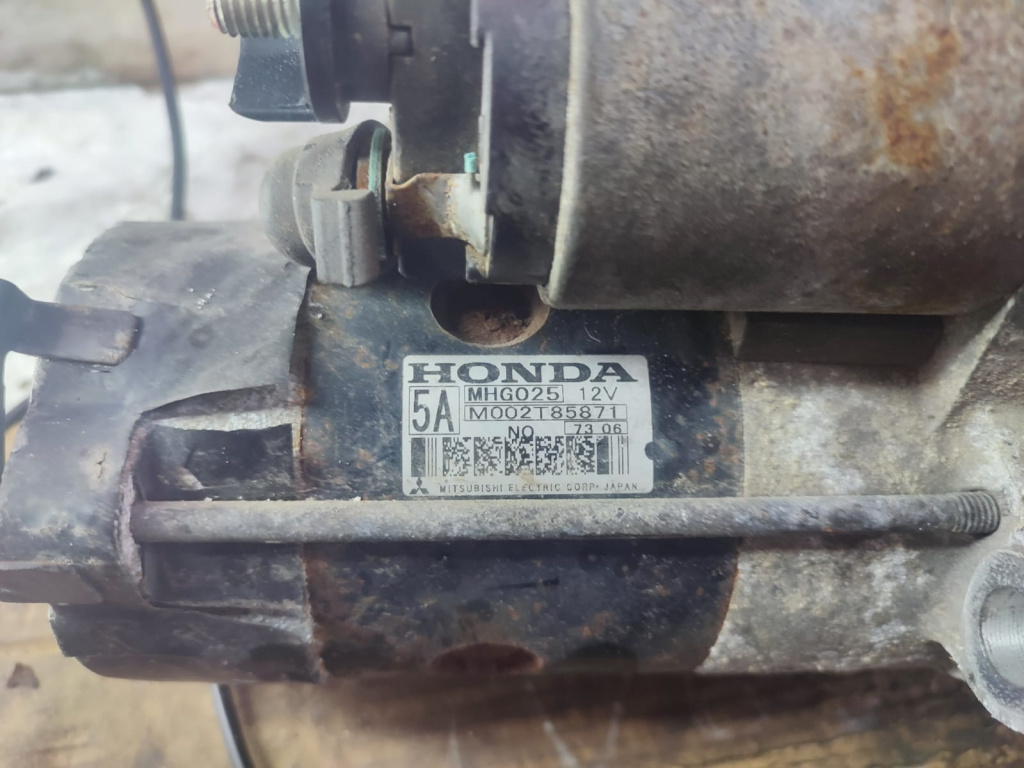 HONDA
5A MHG025 12V
M002T85871
NO 73 06
MITSUBISHI ELECTRIC CORP. JAPAN